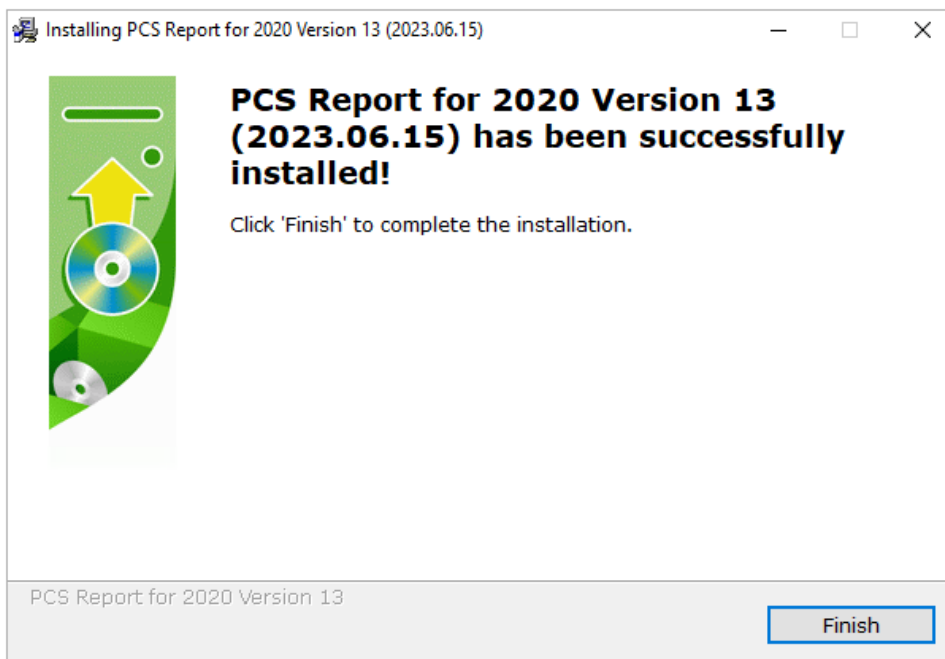 Installing PCS Report for 2020 Version 13 (2023.06.15)
PCS Report for 2020 Version 13
(2023.06.15) has been successfully
installed!
Click 'Finish' to complete the installation.
PCS Report for 2020 Version 13
Finish